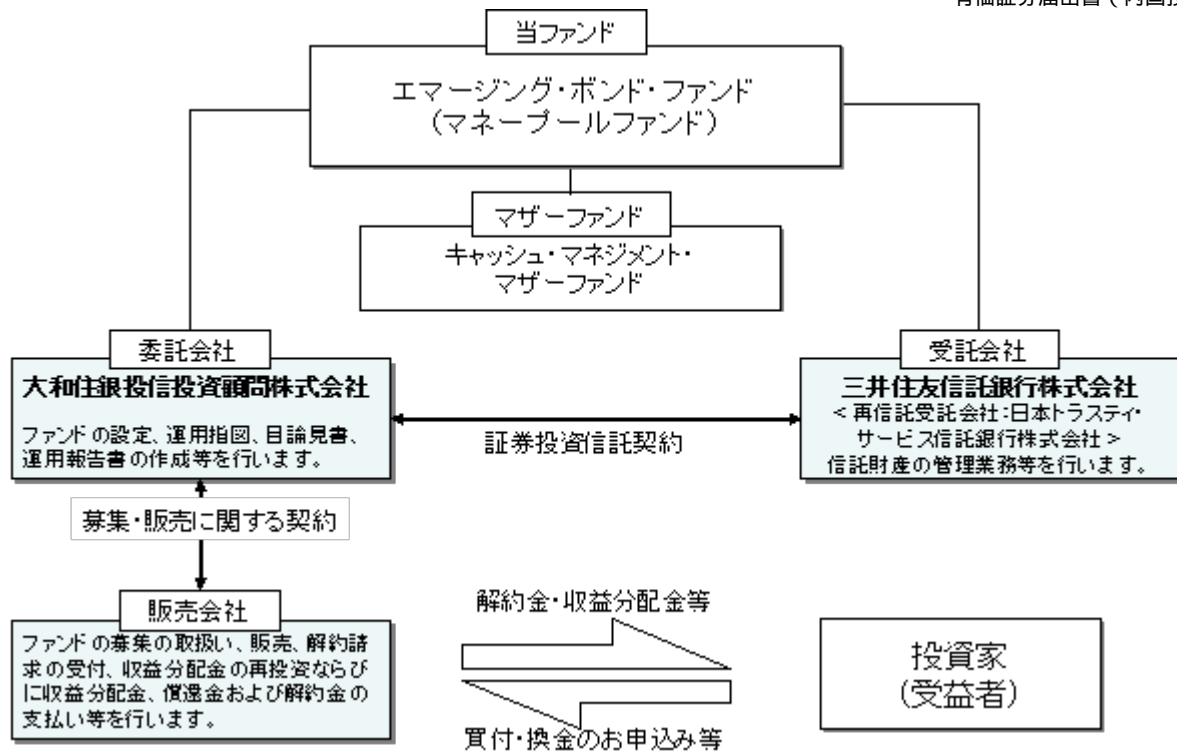 当ファンド
エマージング・ボンド・ファンド
(マネープールファンド)
マザーファンド
キャッシュ・マネジメント・
マザーファンド
委託会社
大和住銀投信投資顧問株式会社
ファンドの設定、運用指図、目論見書、
運用報告書の作成等を行います。
証券投資信託契約
受託会社
三井住友信託銀行株式会社
<再信託受託会社:日本トラスティ・
サービス信託銀行株式会社>
信託財産の管理業務等を行います。
募集・販売に関する契約
販売会社
ファンドの募集の取扱い、販売、解約請
求の受付、収益分配金の再投資ならび
に収益分配金、償還金および解約金の
支払い等を行います。
解約金・収益分配金等
買付・換金のお申込み等
投資家
(受益者)